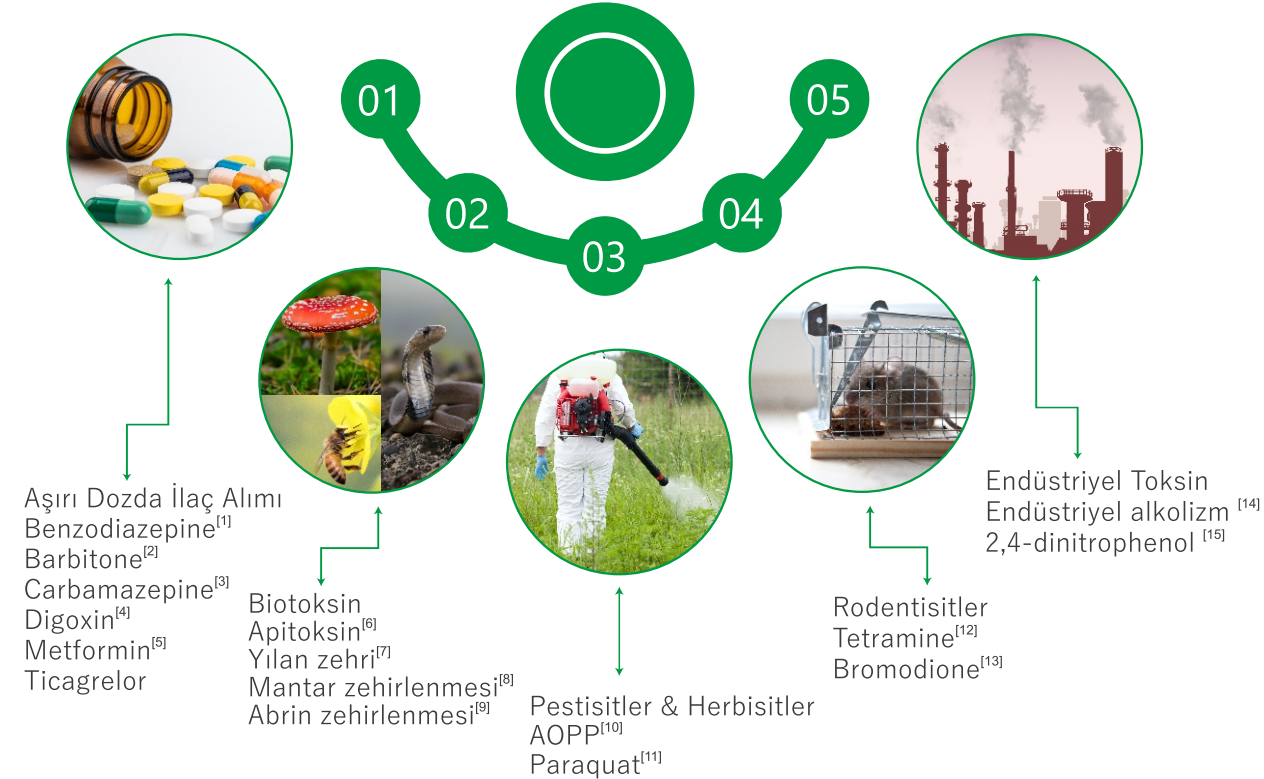 01
02
03
04
05
Aşırı Dozda İlaç Alımı
Benzodiazepine[1]
Barbitone[2]
Carbamazepine[3]
Digoxin[4]
Metformin[5]
Ticagrelor
Biotoksin
Apitoksin[6]
Yılan zehri[7]
Mantar zehirlenmesi[8]
Abrin zehirlenmesi[9]
Pestisitler & Herbisitler
AOPP[10]
Paraquat[11]
Rodentisitler
Tetramine[12]
Bromodione[13]
Endüstriyel Toksin
Endüstriyel alkolizm [14]
2,4-dinitrophenol [15]